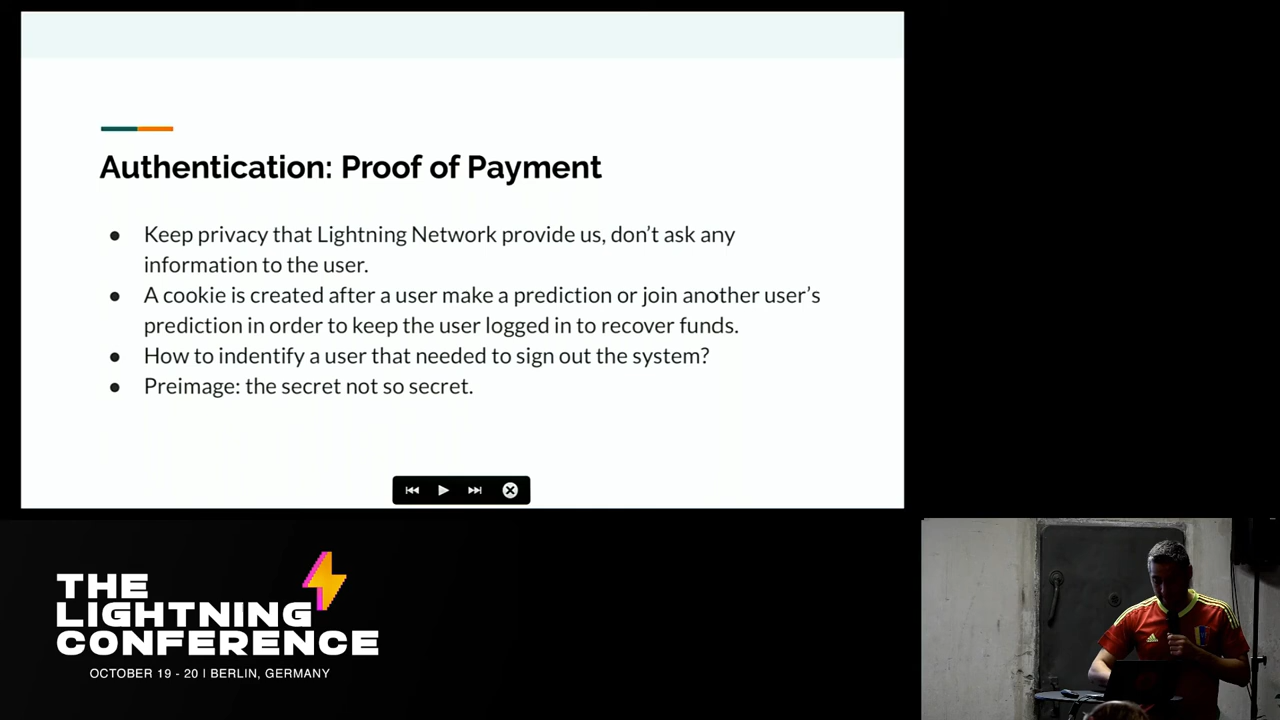 Authentication: Proof of Payment
● Keep privacy that Lightning Network provide us, don't ask any
information to the user.
● A cookie is created after a user make a prediction or join another user's
prediction in order to keep the user logged in to recover funds.
● How to indentify a user that needed to sign out the system?
● Preimage: the secret not so secret.
THE
LIGHTNING
CONFERENCE
OCTOBER 19 - 20 | BERLIN, GERMANY